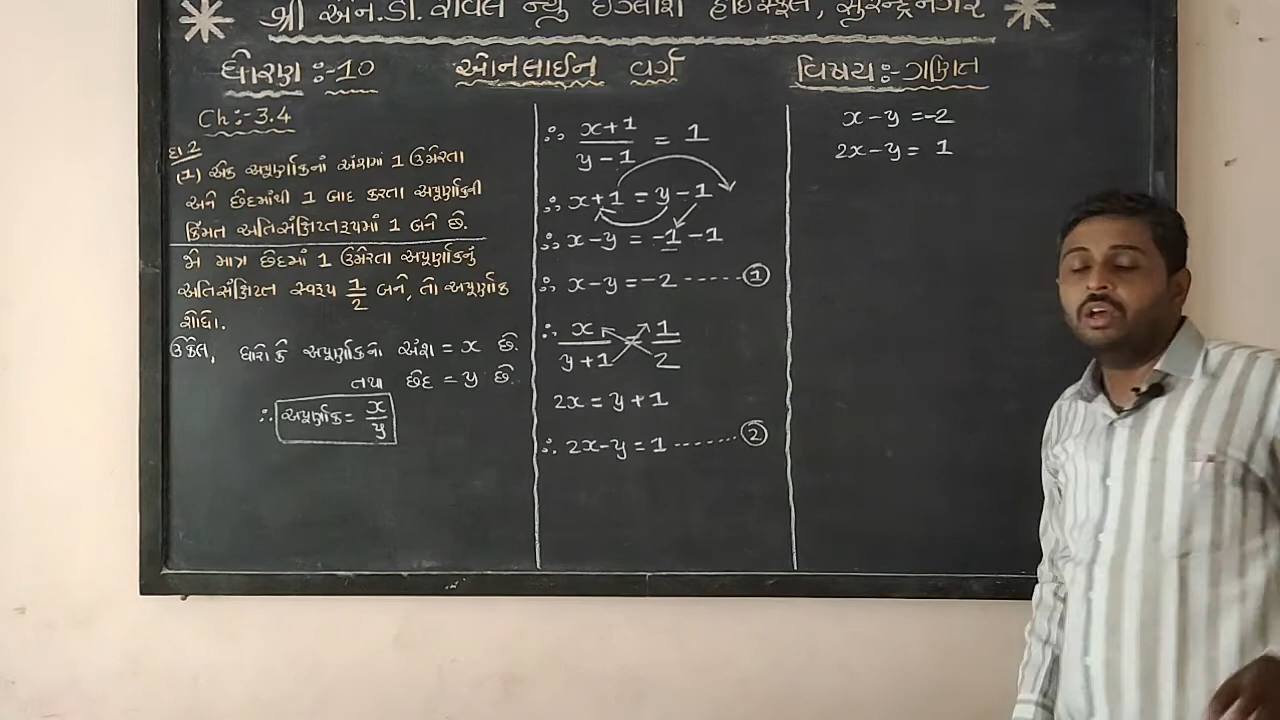 શ્રી એન.ડી. રાવલ ન્યુ ઇંગ્લીશ હાઇસ્કૂલ, સુરેન્દ્રનગર
ધોરણ :-10
ઓનલાઈન વર્ગ
વિષય:- ગણિત
Ch:-3.4
દા.2
(1) એક અપૂર્ણાંકનાં અંશમાં 1 ઉમેરતા
અને છેદમાંથી 1 બાદ કરતા અપૂર્ણાંકની
કિંમત અતિસંક્ષિપ્તરૂપમાં 1 બને છે.
જો માત્ર છેદમાં 1 ઉમેરતા અપૂર્ણાંકનું
અતિસંક્ષિપ્ત સ્વરૂપ 1/2 બને, તો અપૂર્ણાંક
શોધો.
ઉકેલ, ધારો કે અપૂર્ણાંકનો અંશ = x છે.
તથા છેદ = y છે.
∴ અપૂર્ણાંક = x/y
∴ x+1/y-1 = 1
∴ x+1 = y-1
∴ x-y = -1-1
∴ x-y = -2 ------ ①
∴ x/y+1 = 1/2
2x = y+1
∴ 2x-y = 1 ------- ②
x-y = -2
2x-y = 1